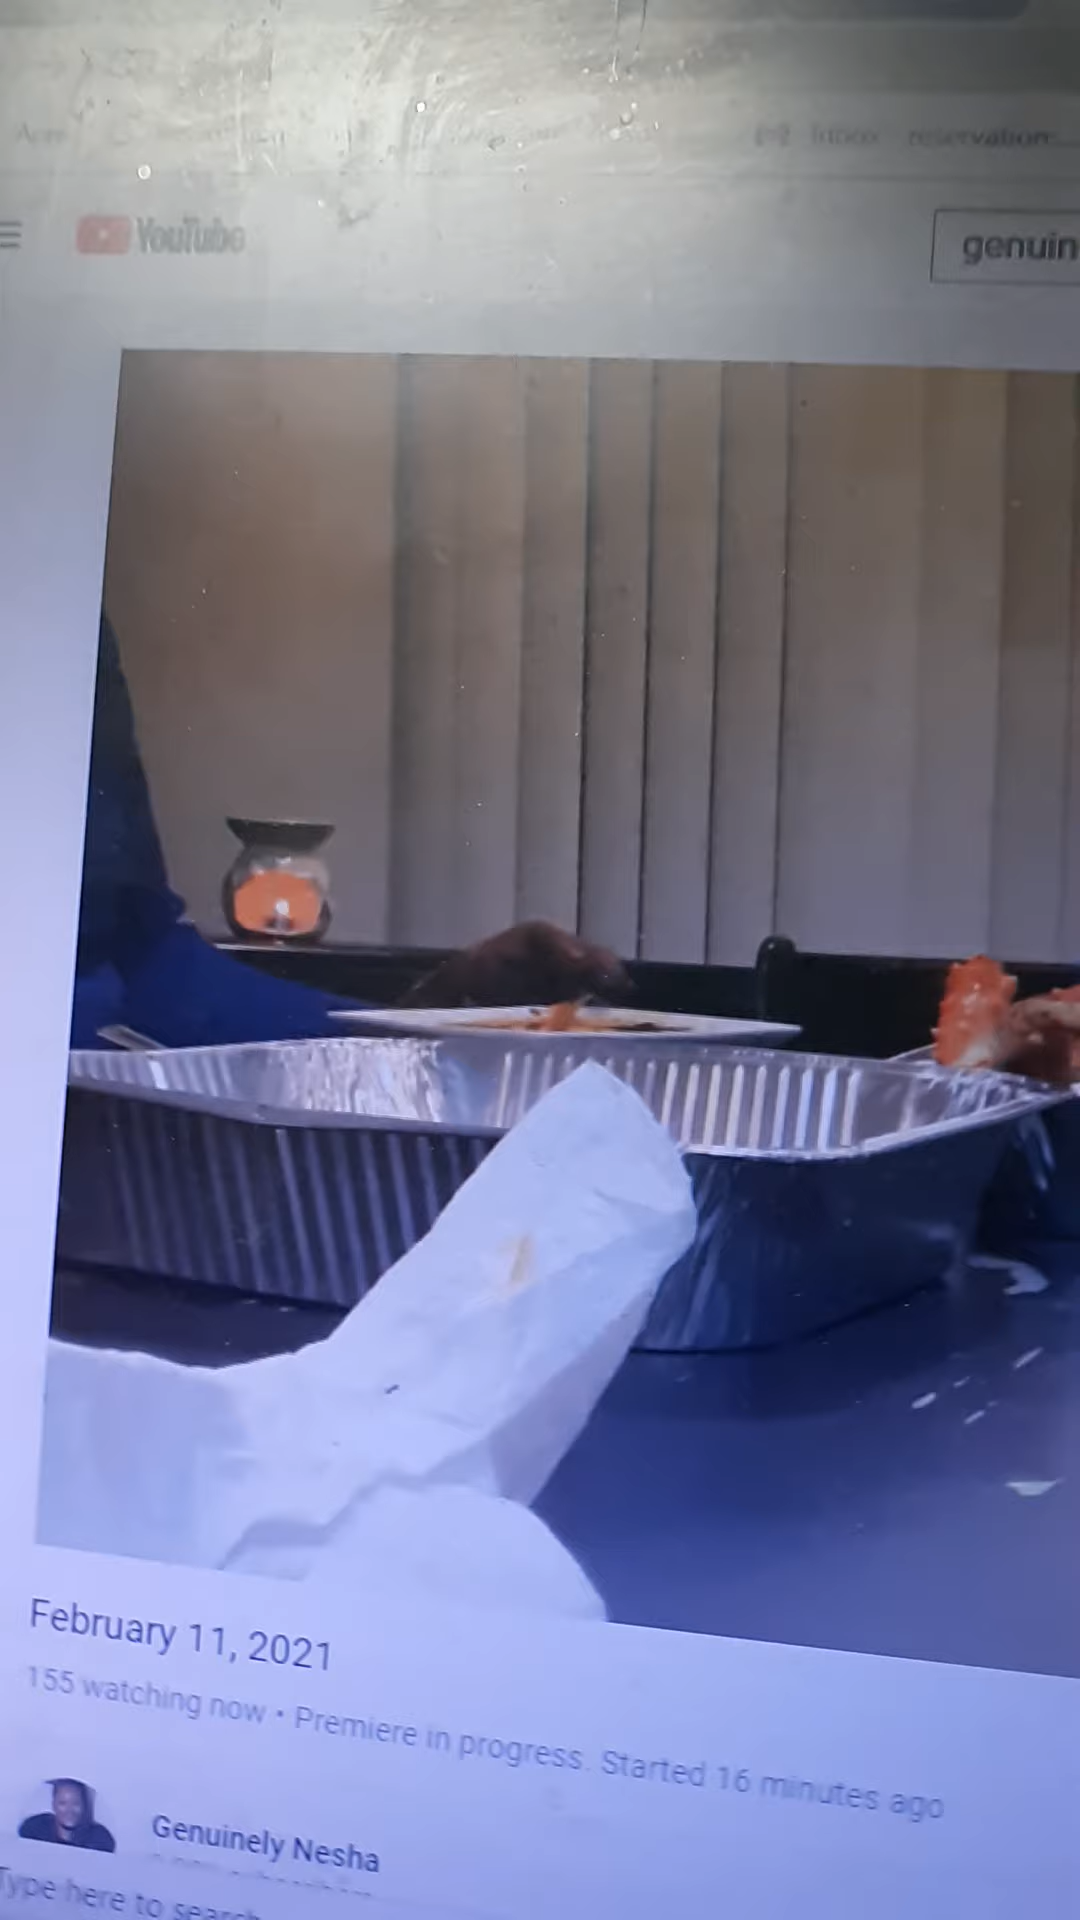 Inbox reservation
YouTube
genuin
February 11, 2021
155 watching now • Premiere in progress. Started 16 minutes ago
Genuinely Nesha
Type here to search